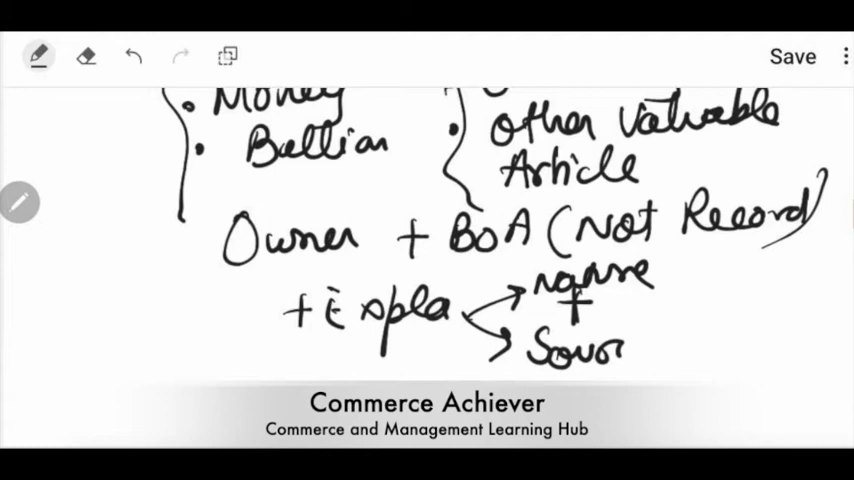 Save
• Money
• Bullian
• Other Valuable
Article
Owner + BOA (Not Record)
+ Expla
nature
+
Sour
Commerce Achiever
Commerce and Management Learning Hub